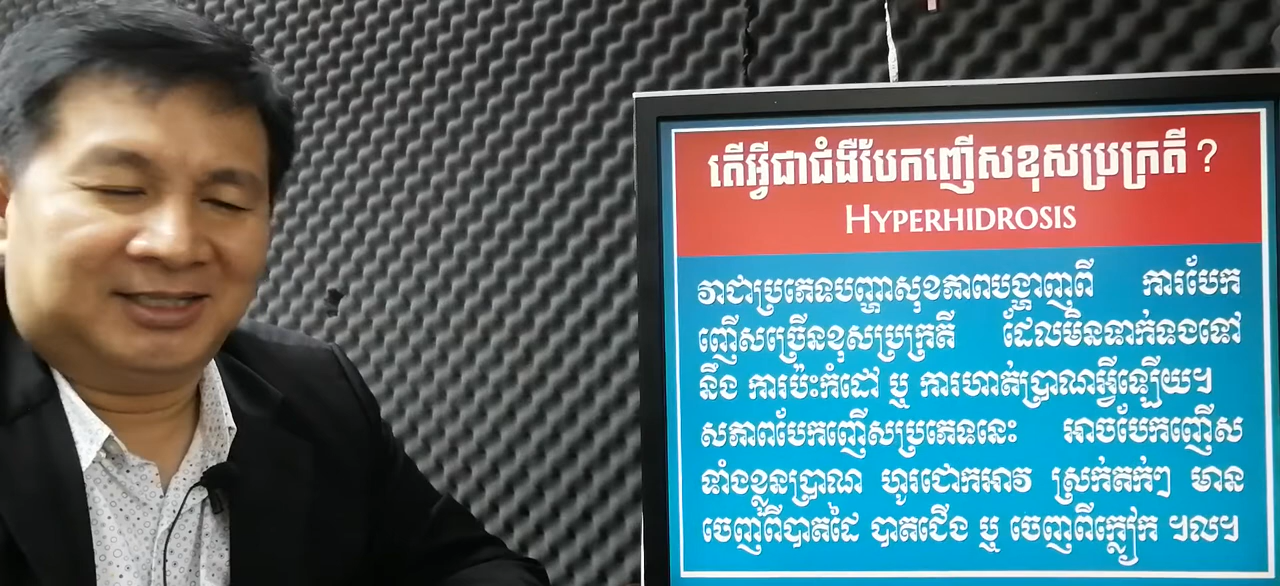 តើអ្វីជាជំងឺបែកញើសខុសប្រក្រតី ?
HYPERHIDROSIS
វាជាប្រភេទបញ្ហាសុខភាពបង្ហាញពី ការបែក
ញើសច្រើនខុសប្រក្រតី ដែលមិនទាក់ទងទៅ
នឹង ការប៉ះកំដៅ ឬ ការហាត់ប្រាណអ្វីឡើយ។
សភាពបែកញើសប្រភេទនេះ អាចបែកញើស
ទាំងខ្លួនប្រាណ ហូរជោកអាវ ស្រក់តក់ៗ មាន
ចេញពីបាតដៃ បាតជើង ឬ ចេញពីក្លៀក ។ល។